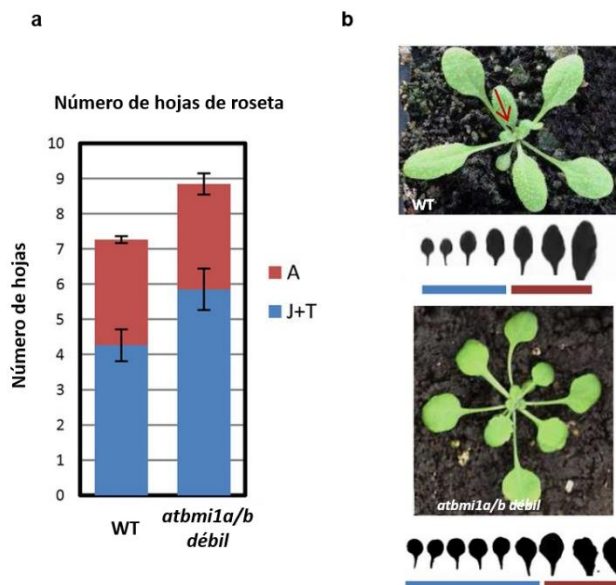 a
b
Número de hojas de roseta
Número de hojas
10
9
8
7
6
5
4
3
2
1
0
A
J+T
WT
atbmi1a/b
débil
WT
atbmi1a/b débil